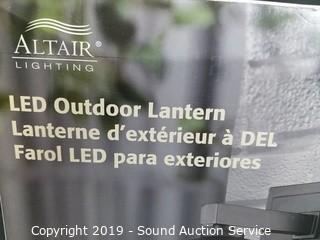 ALTAIR®
LIGHTING
LED Outdoor Lantern
Lanterne d'extérieur à DEL
Farol LED para exteriores
Copyright 2019 - Sound Auction Service